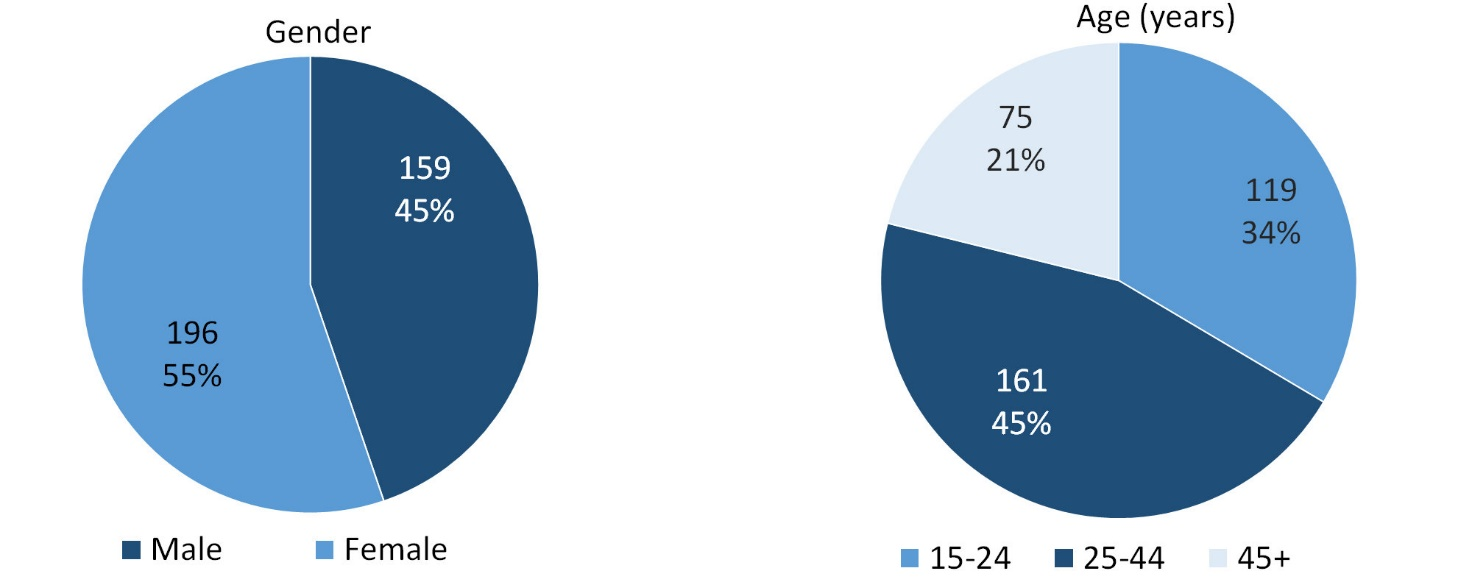 Gender
159
45%
196
55%
Male Female
Age (years)
75
21%
119
34%
161
45%
15-24 25-44 45+